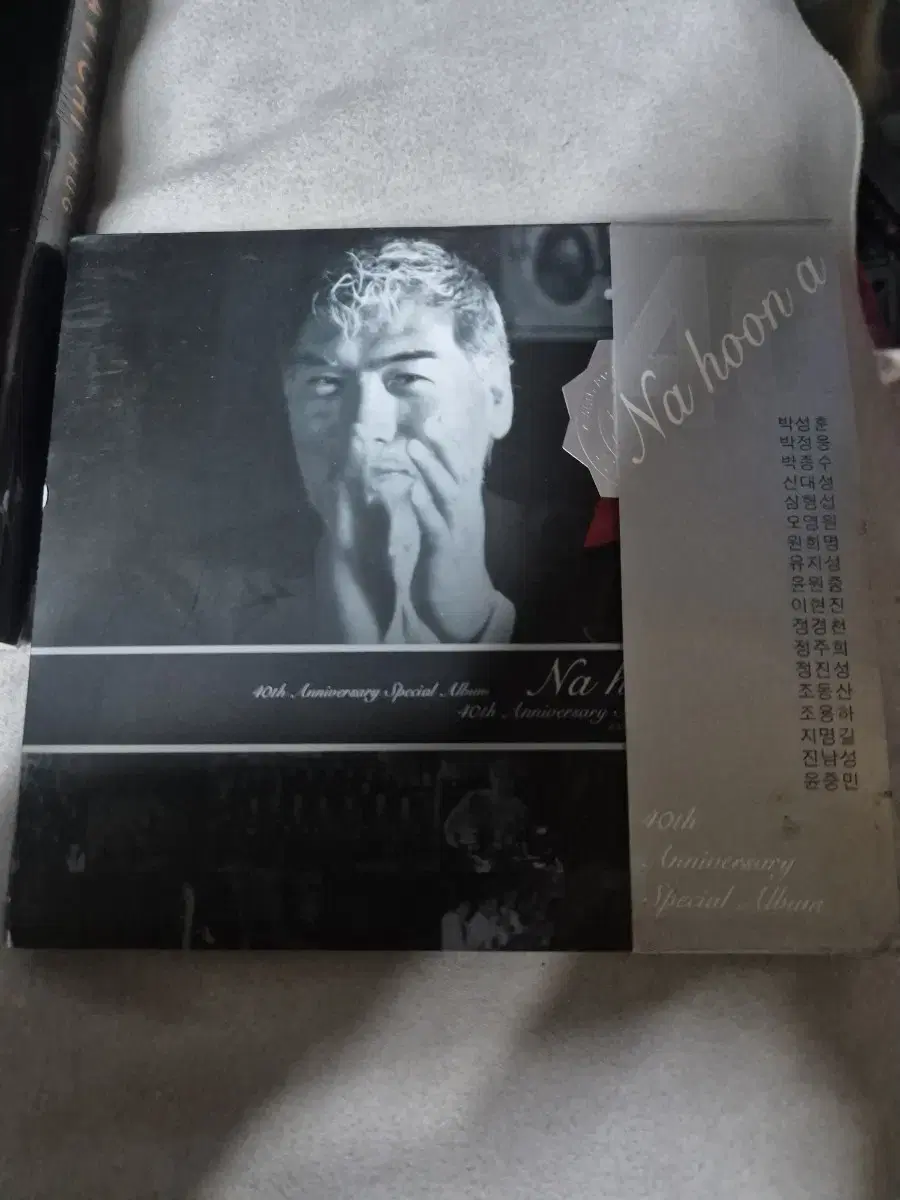 40th Anniversary Special Album
Na h
40th Anniversary
Na hoon a
박성훈
박정웅
박종수
신대성
심형섭
오명원
원희명
유지성
윤원중
이현진
정경천
정주희
정진성
조동산
조용하
지명길
진남성
윤중민
40th
Anniversary
Special Album